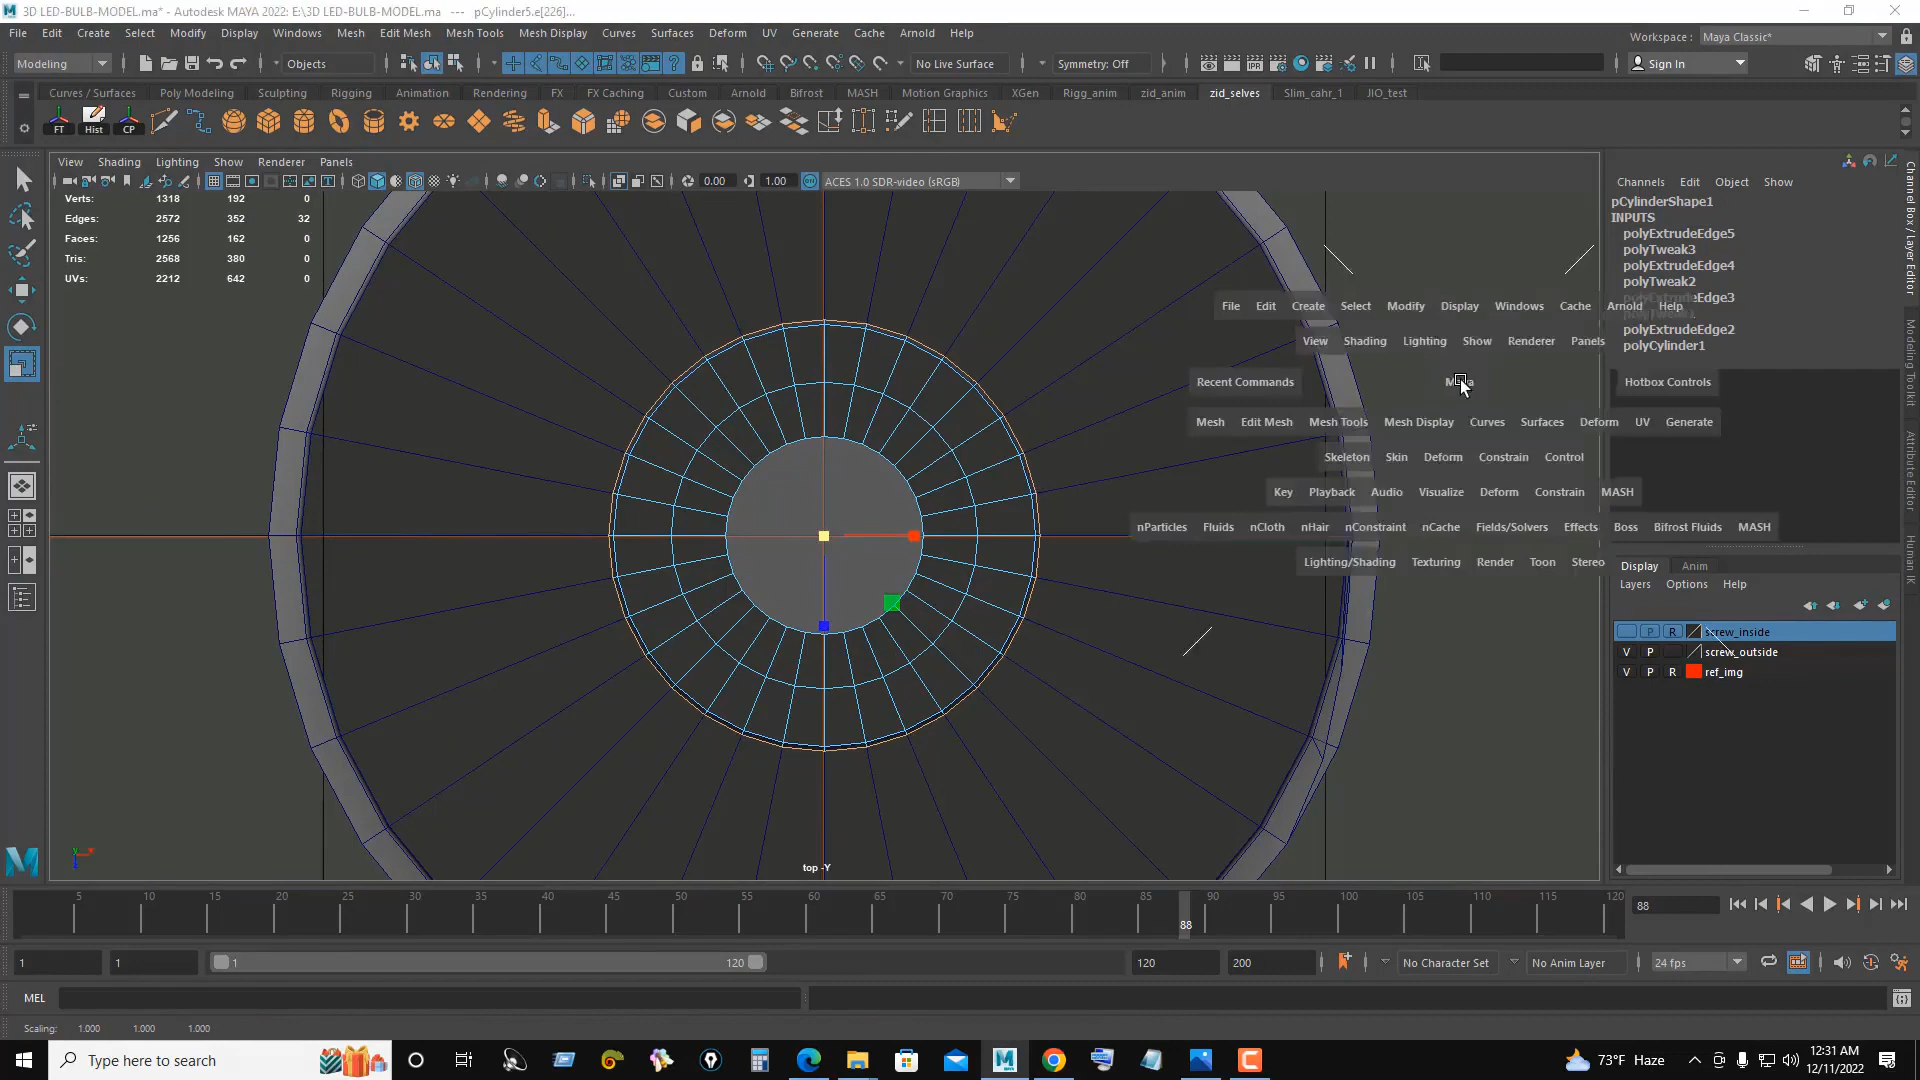 3D LED-BULB-MODEL.ma* - Autodesk MAYA 2022: E:\3D LED-BULB-MODEL.ma   ---   pCylinder5.e[226]...
File Edit Create Select Modify Display Windows Mesh Edit Mesh Mesh Tools Mesh Display Curves Surfaces Deform UV Generate Cache Arnold Help
Workspace : Maya Classic*
Modeling Objects No Live Surface Symmetry: Off Sign In
Curves / Surfaces Poly Modeling Sculpting Rigging Animation Rendering FX FX Caching Custom Arnold Bifrost MASH Motion Graphics XGen Rigg_anim zid_anim zid_selves Slim_cahr_1 JIO_test
FT Hist CP
View Shading Lighting Show Renderer Panels
0.00 1.00 ACES 1.0 SDR-video (sRGB)
Verts: 1318 192 0
Edges: 2572 352 32
Faces: 1256 162 0
Tris: 2568 380 0
UVs: 2212 642 0
top -Y
File Edit Create Select Modify Display Windows Cache Arnold Help
View Shading Lighting Show Renderer Panels
Recent Commands
Hotbox Controls
Mesh Edit Mesh Mesh Tools Mesh Display Curves Surfaces Deform UV Generate
Skeleton Skin Deform Constrain Control
Key Playback Audio Visualize Deform Constrain MASH
nParticles Fluids nCloth nHair nConstraint nCache Fields/Solvers Effects Boss Bifrost Fluids MASH
Lighting/Shading Texturing Render Toon Stereo
Channels Edit Object Show
pCylinderShape1
INPUTS
polyExtrudeEdge5
polyTweak3
polyExtrudeEdge4
polyTweak2
polyExtrudeEdge3
polyExtrudeEdge2
polyCylinder1
Channel Box / Layer Editor
Modeling Toolkit
Attribute Editor
Human IK
Display Anim
Layers Options Help
P R screw_inside
V P screw_outside
V P R ref_img
5 10 15 20 25 30 35 40 45 50 55 60 65 70 75 80 85 90 95 100 105 110 115 120
88
88
1 1 1 120 120 200 No Character Set No Anim Layer 24 fps
MEL
Scaling: 1.000 1.000 1.000
Type here to search
73°F Haze
12:31 AM
12/11/2022